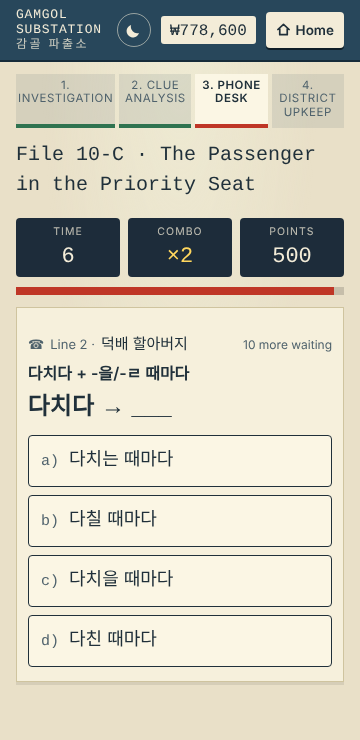 GAMGOL
SUBSTATION
감골 파출소
₩778,600
Home
1. INVESTIGATION
2. CLUE ANALYSIS
3. PHONE DESK
4. DISTRICT UPKEEP
File 10-C · The Passenger
in the Priority Seat
TIME
6
COMBO
×2
POINTS
500
☎ Line 2 · 덕배 할아버지
10 more waiting
다치다 + -을/-ㄹ 때마다
다치다 → ___
a) 다치는 때마다
b) 다칠 때마다
c) 다치을 때마다
d) 다친 때마다